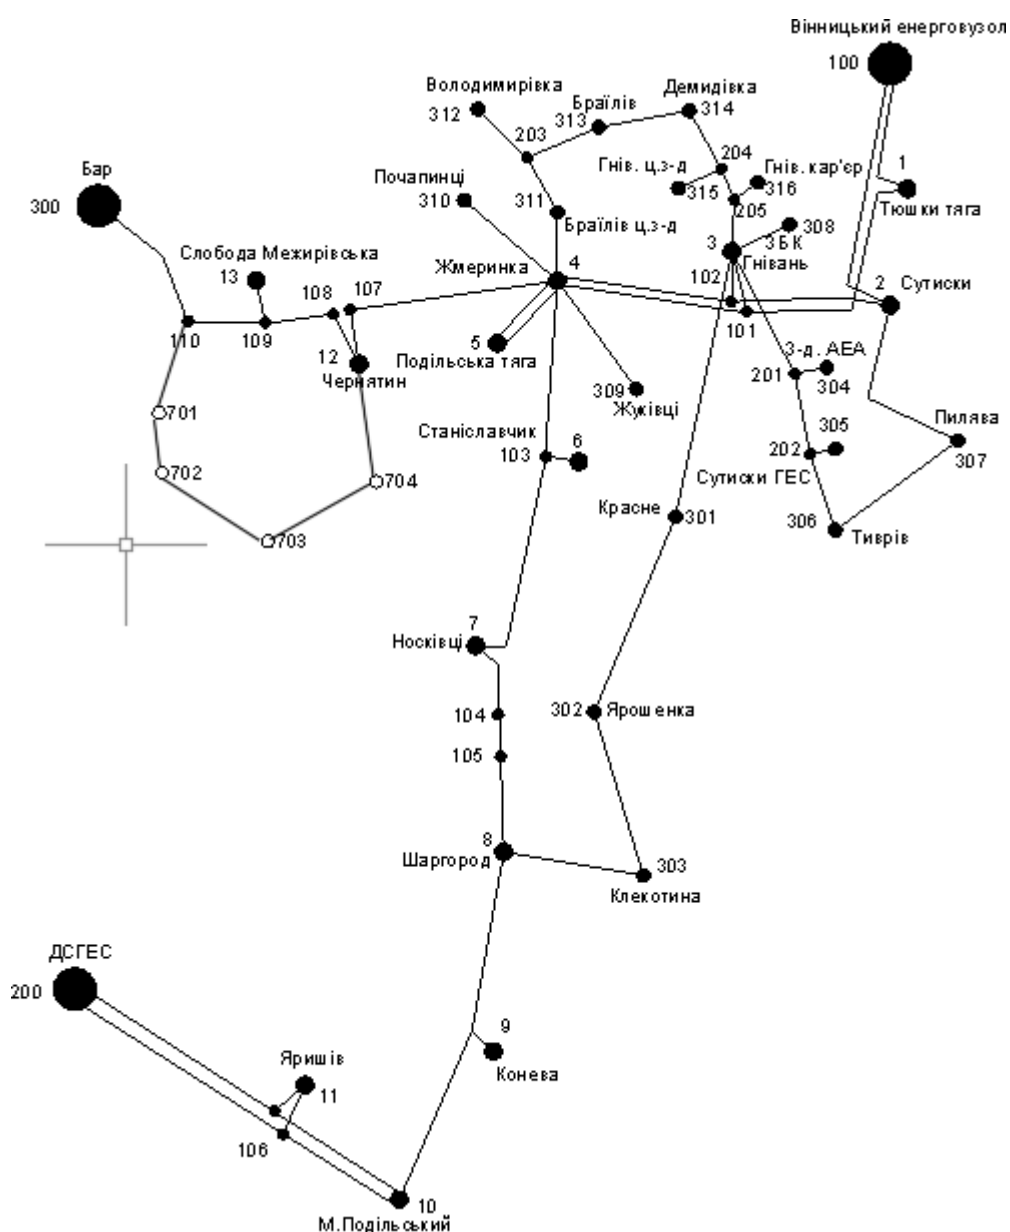 Вінницький енерговузол
100
Володимирівка
312
Браїлів
313
Демидівка
314
203
204
1
Гнів. ц.з-д
315
Гнів. кар'єр
316
Бар
300
Почапинці
310
311
205
Тюшки тяга
Браїлів ц.з-д
308
ЗБК
3
Гнівань
Слобода Межирівська
13
Жмеринка
4
102
2
Сутиски
108
107
101
110
109
12
Чернятин
5
Подільська тяга
З-д. АЕА
201
304
309
Жуківці
701
Станіславчик
6
305
Пилява
307
103
202
Сутиски ГЕС
702
704
Красне
301
306
Тиврів
703
7
Носківці
104
302
Ярошенка
105
8
Шаргород
303
Клекотина
ДСГЕС
200
9
Конева
Яришів
11
106
10
М.Подільський